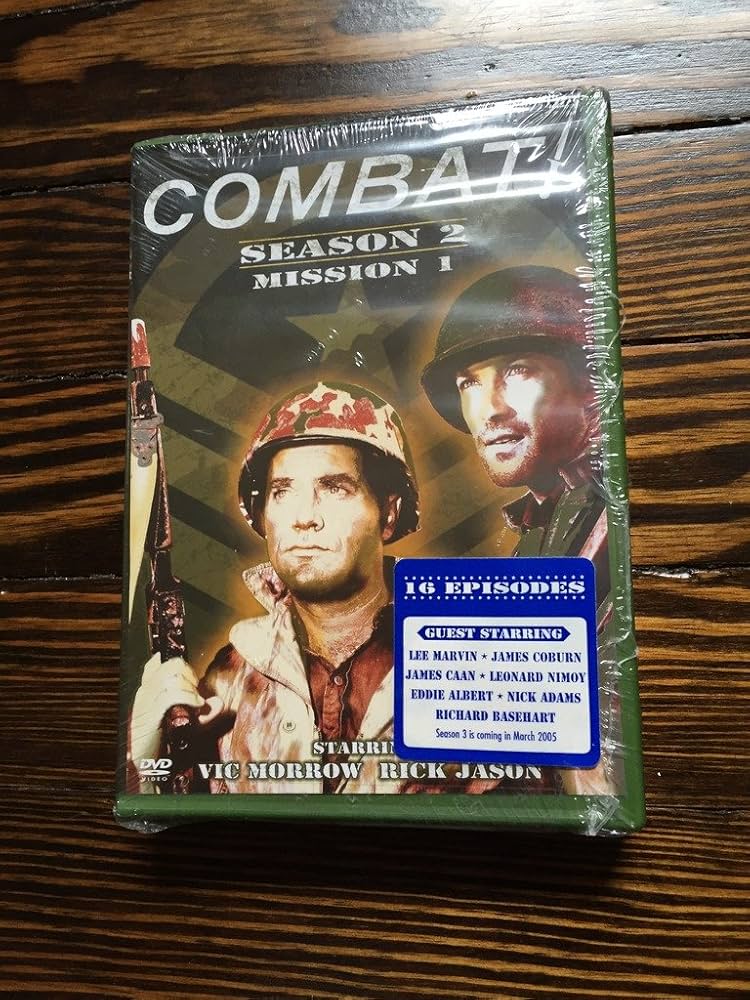 COMBAT!
SEASON 2
MISSION 1
16 EPISODES
GUEST STARRING
LEE MARVIN ★ JAMES COBURN
JAMES CAAN ★ LEONARD NIMOY
EDDIE ALBERT ★ NICK ADAMS
RICHARD BASEHART
Season 3 is coming in March 2005
STARRIN
VIC MORROW RICK JASON
DVD
VIDEO